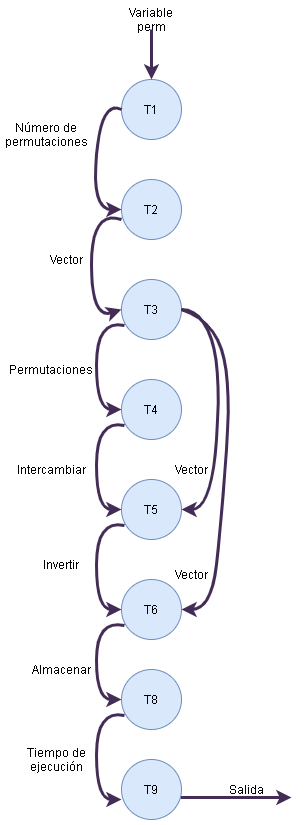 Variable
perm
T1
Número de
permutaciones
T2
Vector
T3
Permutaciones
T4
Intercambiar
Vector
T5
Invertir
Vector
T6
Almacenar
T8
Tiempo de
ejecución
T9
Salida